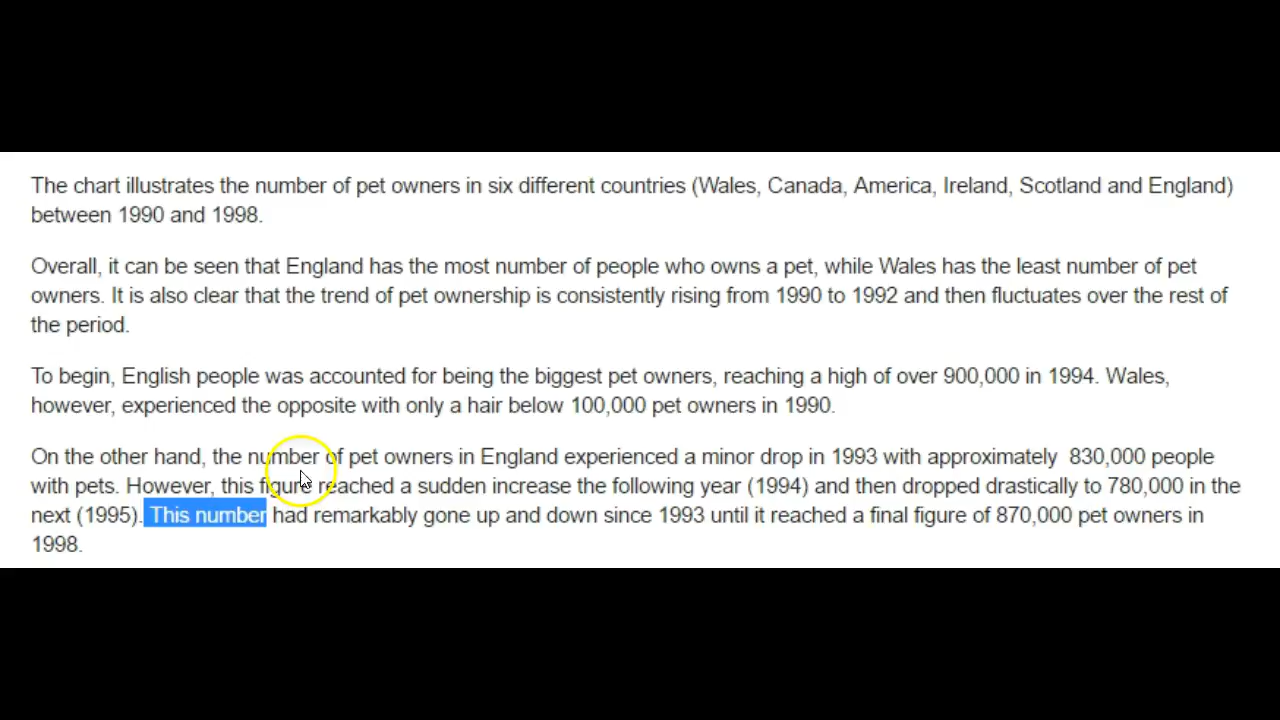 The chart illustrates the number of pet owners in six different countries (Wales, Canada, America, Ireland, Scotland and England)
between 1990 and 1998.
Overall, it can be seen that England has the most number of people who owns a pet, while Wales has the least number of pet
owners. It is also clear that the trend of pet ownership is consistently rising from 1990 to 1992 and then fluctuates over the rest of
the period.
To begin, English people was accounted for being the biggest pet owners, reaching a high of over 900,000 in 1994. Wales,
however, experienced the opposite with only a hair below 100,000 pet owners in 1990.
On the other hand, the number of pet owners in England experienced a minor drop in 1993 with approximately  830,000 people
with pets. However, this figure reached a sudden increase the following year (1994) and then dropped drastically to 780,000 in the
next (1995). This number had remarkably gone up and down since 1993 until it reached a final figure of 870,000 pet owners in
1998.